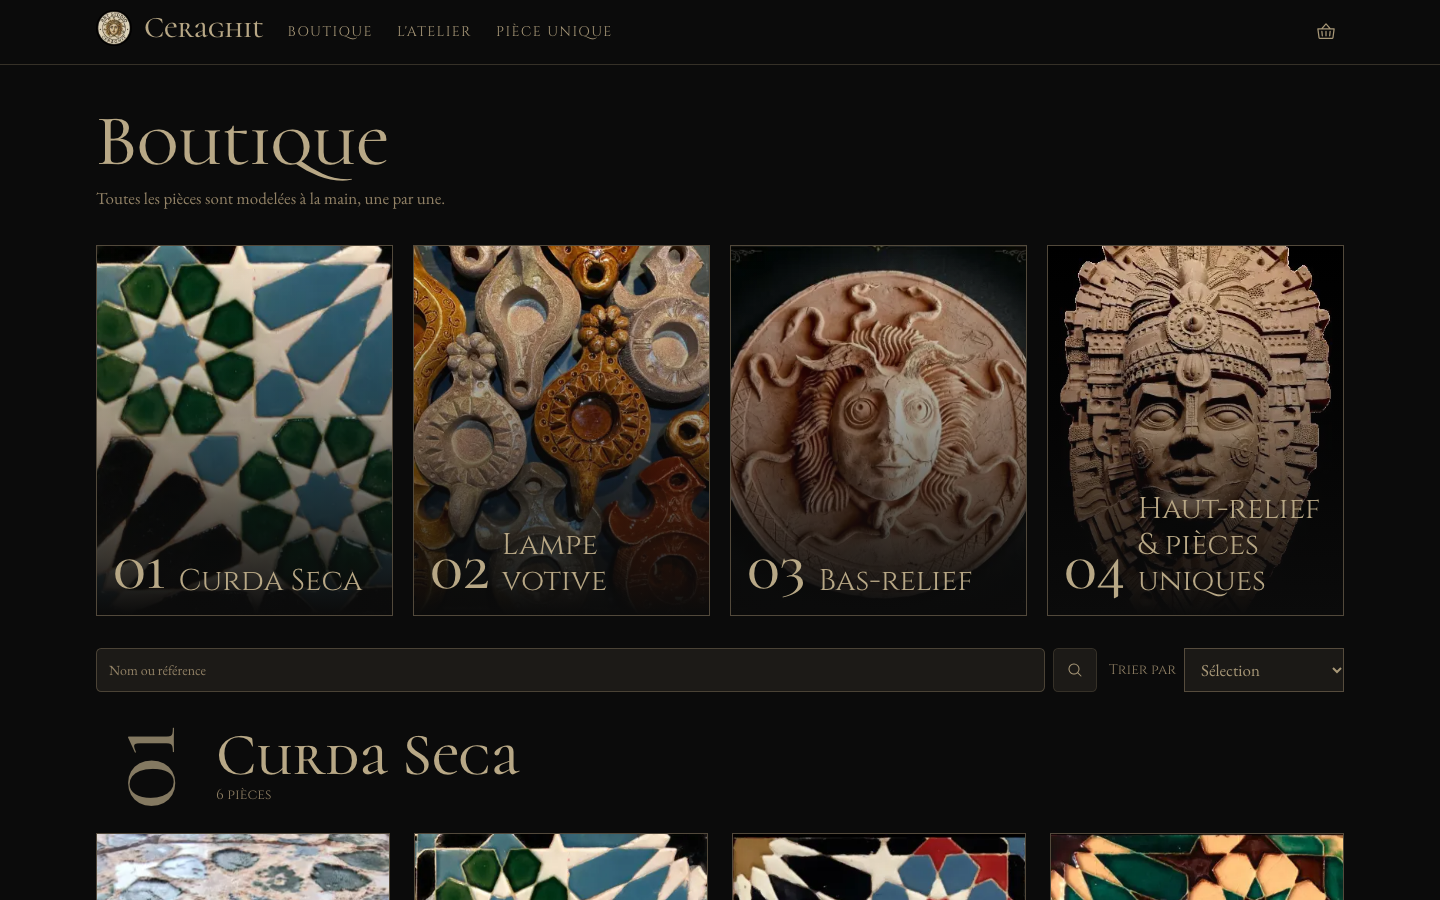 Ceraghit
BOUTIQUE
L'ATELIER
PIÈCE UNIQUE
Boutique
Toutes les pièces sont modelées à la main, une par une.
01 Curda Seca
02 Lampe
votive
03 Bas-relief
04 Haut-relief
& pièces
uniques
Nom ou référence
Trier par
Sélection
01
Curda Seca
6 pièces